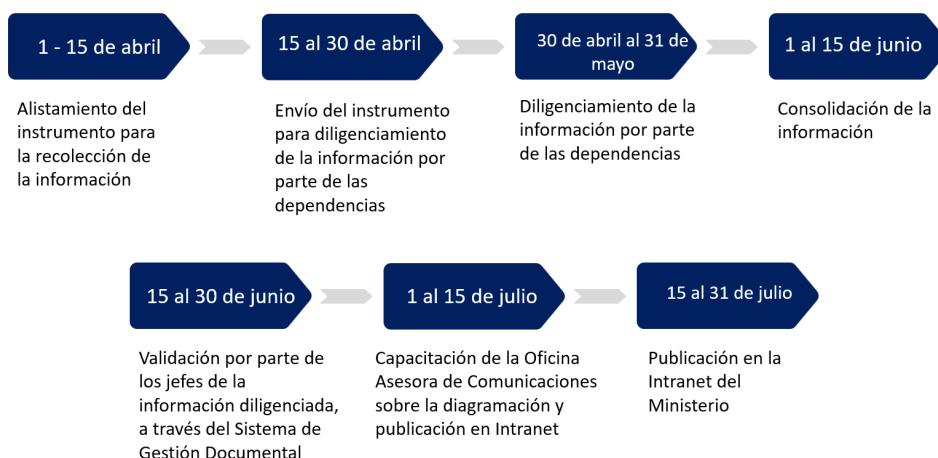 1 - 15 de abril
15 al 30 de abril
30 de abril al 31 de
mayo
1 al 15 de junio
Alistamiento del
instrumento para
la recolección de
la información
Envío del instrumento
para diligenciamiento
de la información por
parte de las
dependencias
Diligenciamiento de la
información por parte
de las dependencias
Consolidación de la
información
15 al 30 de junio
1 al 15 de julio
15 al 31 de julio
Validación por parte de
los jefes de la
información diligenciada,
a través del Sistema de
Gestión Documental
Capacitación de la Oficina
Asesora de Comunicaciones
sobre la diagramación y
publicación en Intranet
Publicación en la
Intranet del
Ministerio